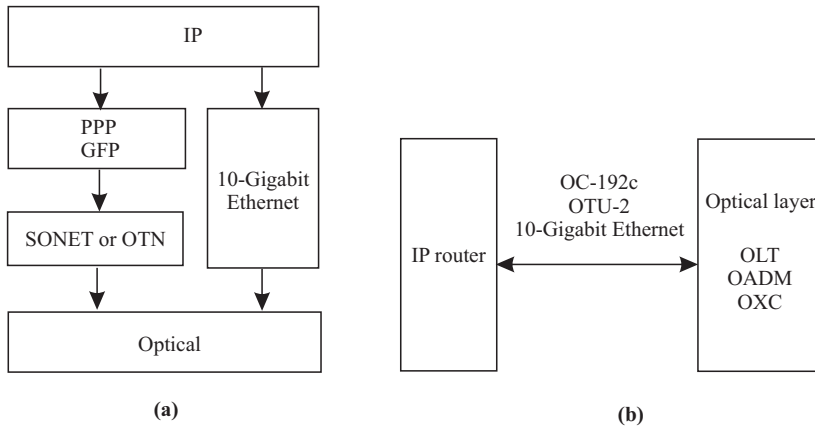 IP
PPP
GFP
10-Gigabit
Ethernet
SONET or OTN
Optical
(a)
OC-192c
OTU-2
10-Gigabit Ethernet
IP router
Optical layer
OLT
OADM
OXC
(b)